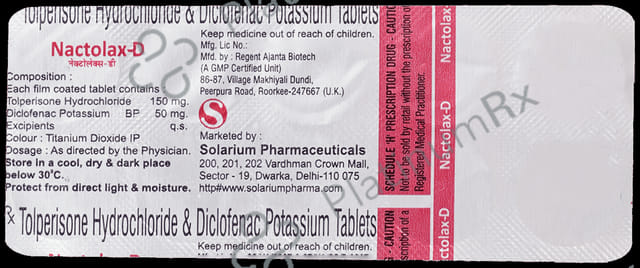 Tolperisone Hydrochloride & Diclofenac Potassium Tablets
Nactolax-D
नेक्टोलेक्स-डी
Composition :
Each film coated tablet contains :
Tolperisone Hydrochloride 150 mg.
Diclofenac Potassium BP 50 mg.
Excipients q.s.
Colour : Titanium Dioxide IP
Dosage : As directed by the Physician.
Store in a cool, dry & dark place
below 30°C.
Protect from direct light & moisture.
Keep medicine out of reach of children.
Mfg. Lic No.:
Mfd. by : Regent Ajanta Biotech
(A GMP Certified Unit)
86-87, Village Makhiyali Dundi,
Peerpura Road, Roorkee-247667 (U.K.)
S
Marketed by :
Solarium Pharmaceuticals
200, 201, 202 Vardhman Crown Mall,
Sector - 19, Dwarka, Delhi-110 075
http#www.solariumpharma.com
SCHEDULE 'H' PRESCRIPTION DRUG - CAUTION
Not to be sold by retail without the prescription of
Registered Medical Practitioner.
Nactolax-
Nactolax-D
Nactolax-D
Rx Tolperisone Hydrochloride & Diclofenac Potassium Tablets
Keep medicine out of reach of children.
- CAUTION
scription of a
PlatinumRx